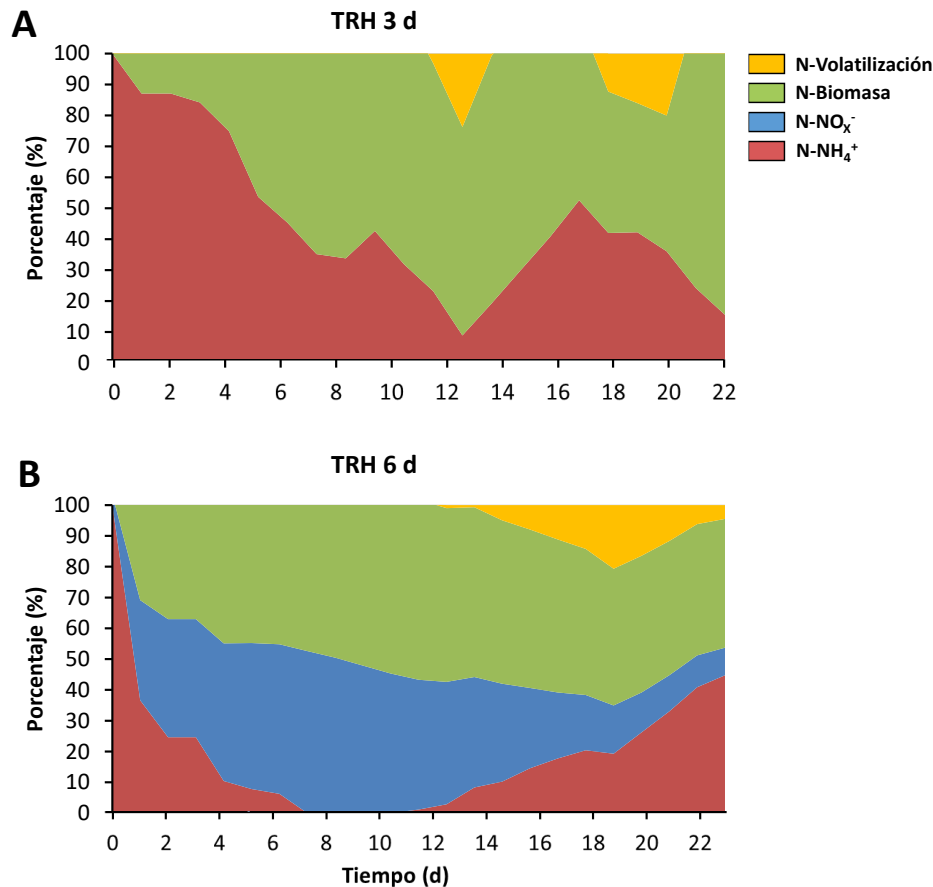 A
TRH 3 d
Porcentaje (%)
100
90
80
70
60
50
40
30
20
10
0
0 2 4 6 8 10 12 14 16 18 20 22
N-Volatilización
N-Biomasa
N-NOₓ⁻
N-NH₄⁺
B
TRH 6 d
Porcentaje (%)
100
90
80
70
60
50
40
30
20
10
0
0 2 4 6 8 10 12 14 16 18 20 22
Tiempo (d)